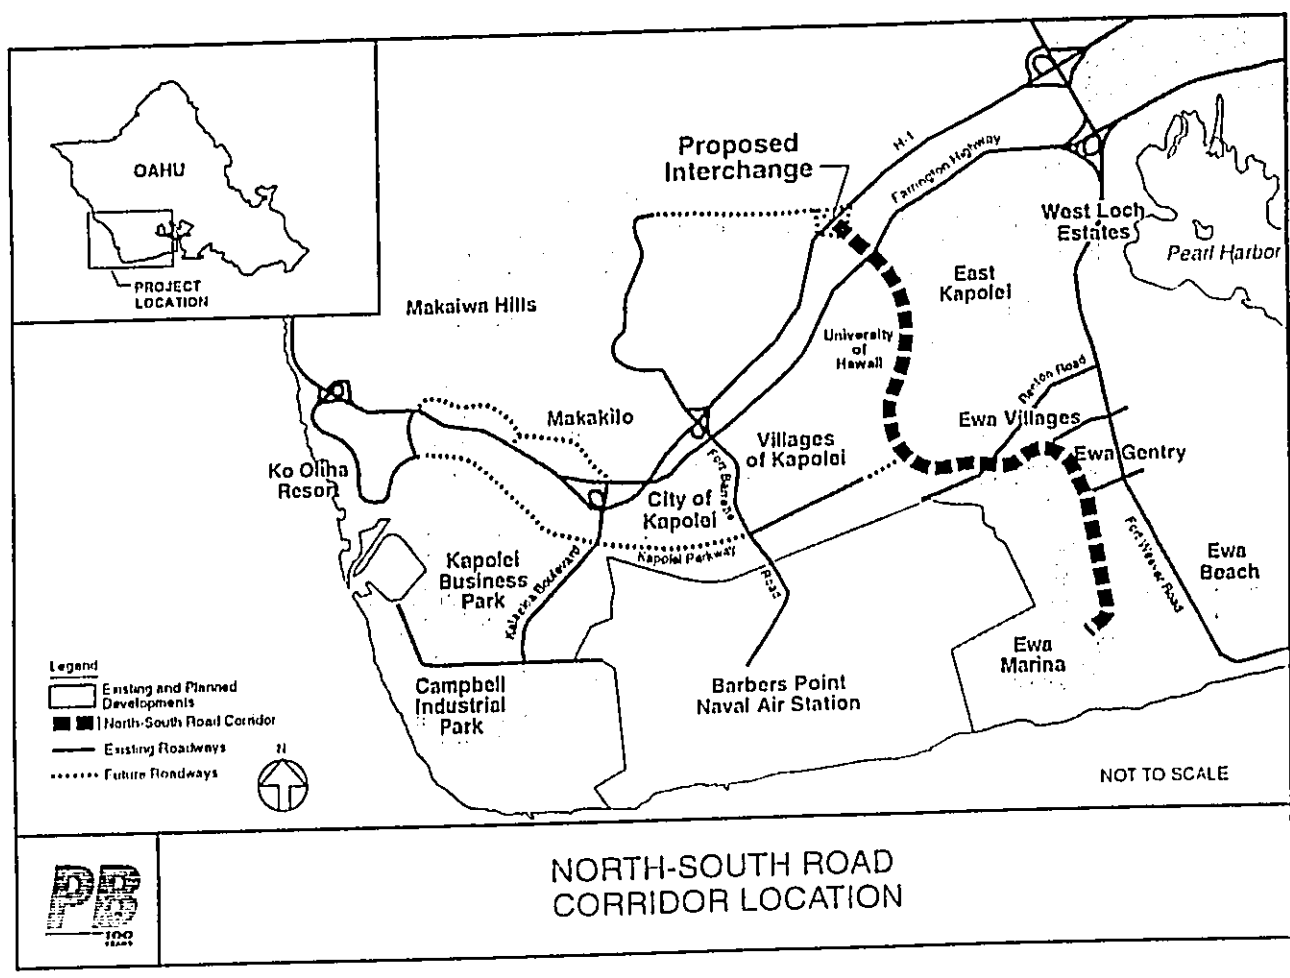 OAHU
PROJECT
LOCATION
Proposed
Interchange
H-1
Farrington Highway
West Loch
Estates
Pearl Harbor
East
Kapolei
Makaiwa Hills
University
of
Hawaii
Renton Road
Makakilo
Ewa Villages
Villages
of Kapolei
Ewa Gentry
Ko Olina
Resort
City of
Kapolei
Fort Barrette
Road
Kapolei Parkway
Kapolei
Business
Park
Kalaeloa Boulevard
Fort Weaver Road
Ewa
Beach
Ewa
Marina
Legend
Existing and Planned
Developments
North-South Road Corridor
Existing Roadways
Future Roadways
N
Campbell
Industrial
Park
Barbers Point
Naval Air Station
NOT TO SCALE
PB
100
YEARS
NORTH-SOUTH ROAD
CORRIDOR LOCATION